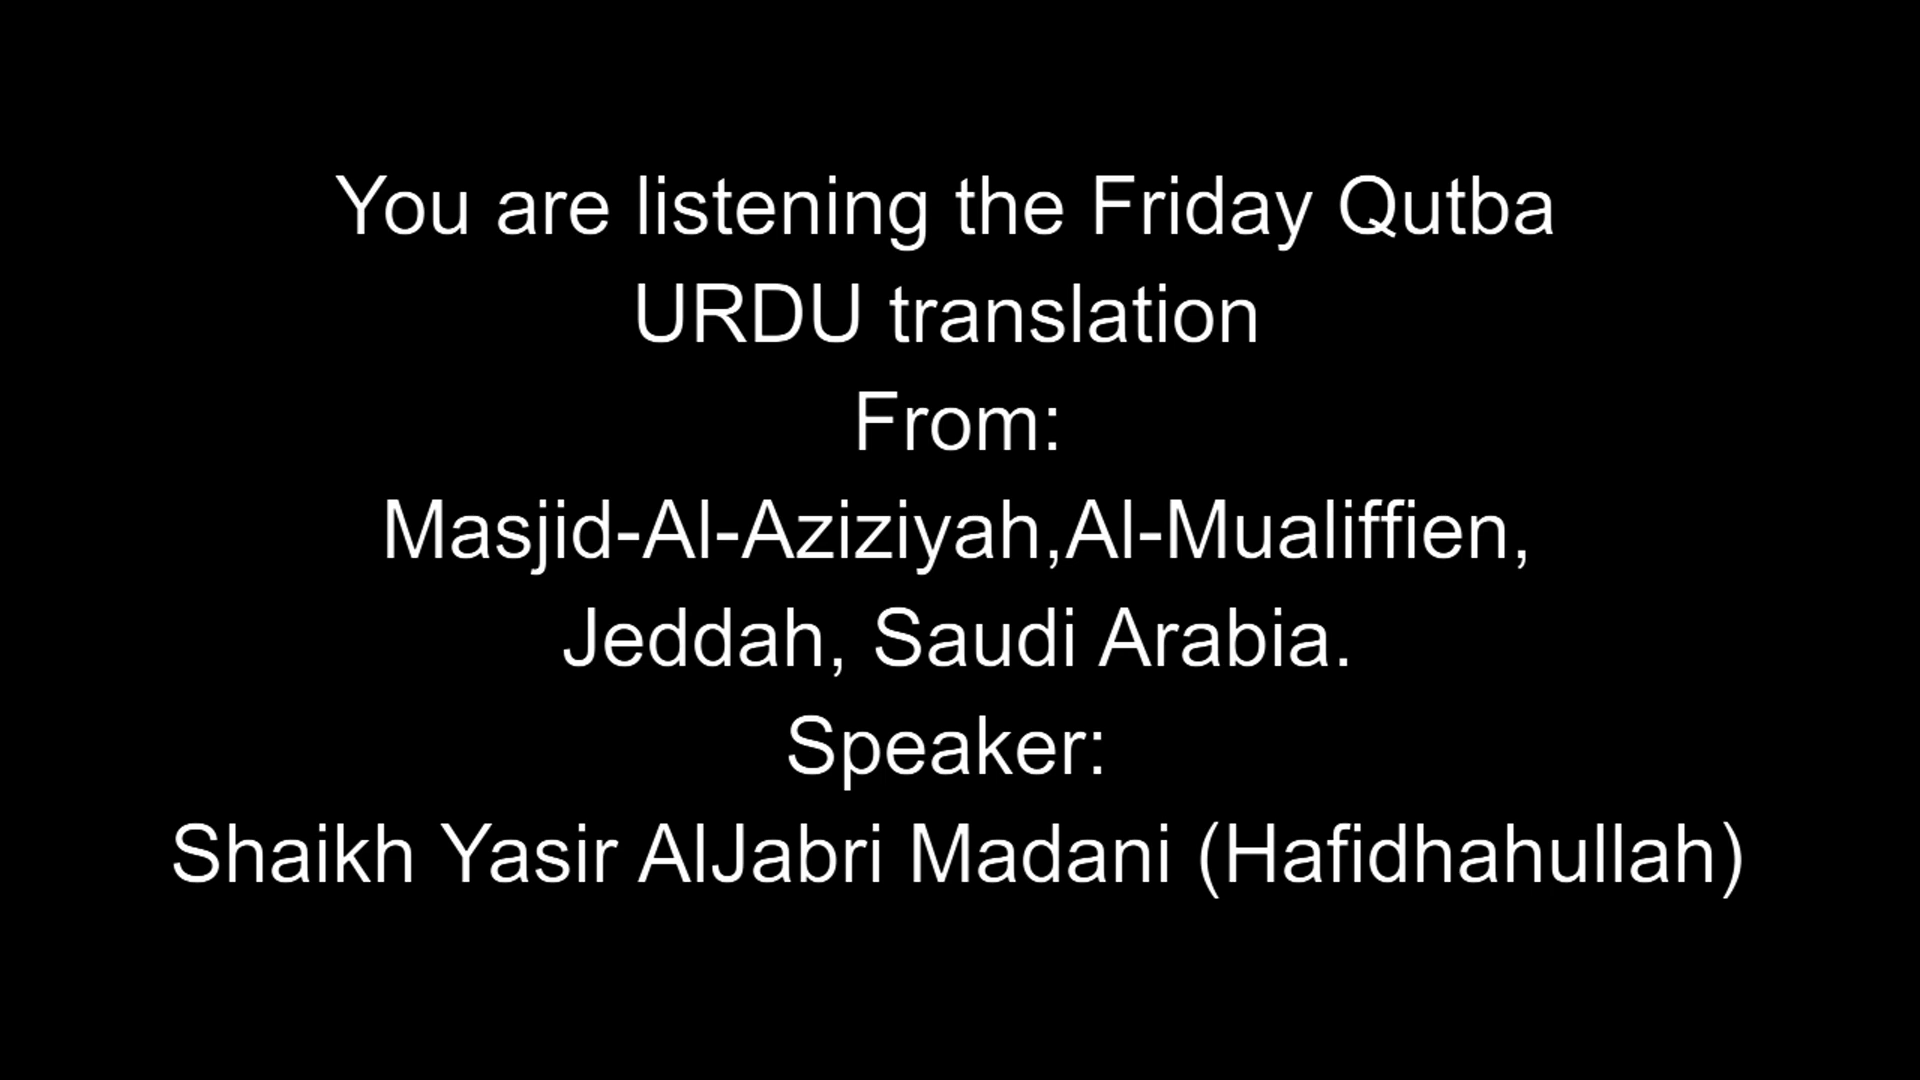 You are listening the Friday Qutba
URDU translation
From:
Masjid-Al-Aziziyah,Al-Mualiffien,
Jeddah, Saudi Arabia.
Speaker:
Shaikh Yasir AlJabri Madani (Hafidhahullah)